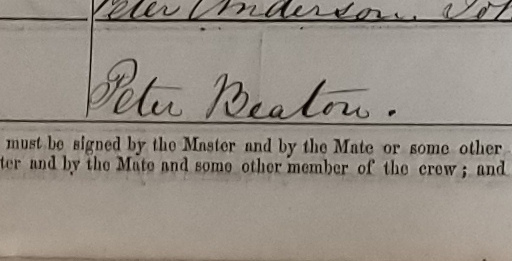 Peter Anderson. Joh
Peter Beaton.
must be signed by the Master and by the Mate or some other
ter and by the Mate and some other member of the crew; and